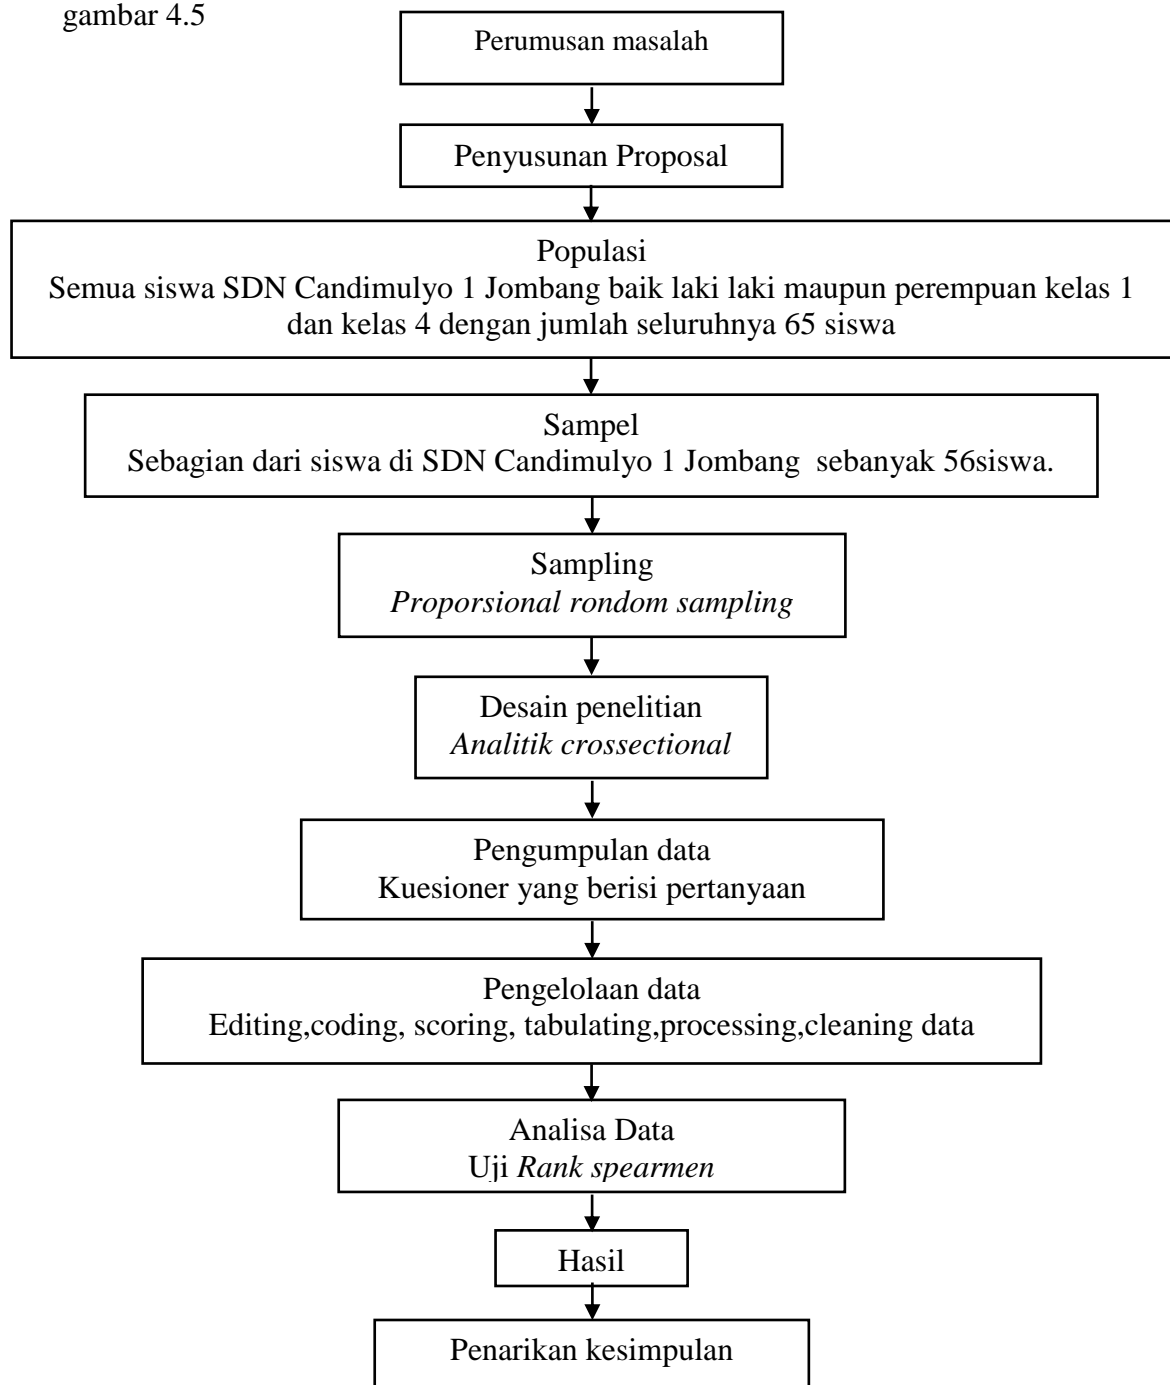 gambar 4.5
Perumusan masalah
Penyusunan Proposal
Populasi
Semua siswa SDN Candimulyo 1 Jombang baik laki laki maupun perempuan kelas 1
dan kelas 4 dengan jumlah seluruhnya 65 siswa
Sampel
Sebagian dari siswa di SDN Candimulyo 1 Jombang  sebanyak 56siswa.
Sampling
Proporsional rondom sampling
Desain penelitian
Analitik crossectional
Pengumpulan data
Kuesioner yang berisi pertanyaan
Pengelolaan data
Editing,coding, scoring, tabulating,processing,cleaning data
Analisa Data
Uji Rank spearmen
Hasil
Penarikan kesimpulan